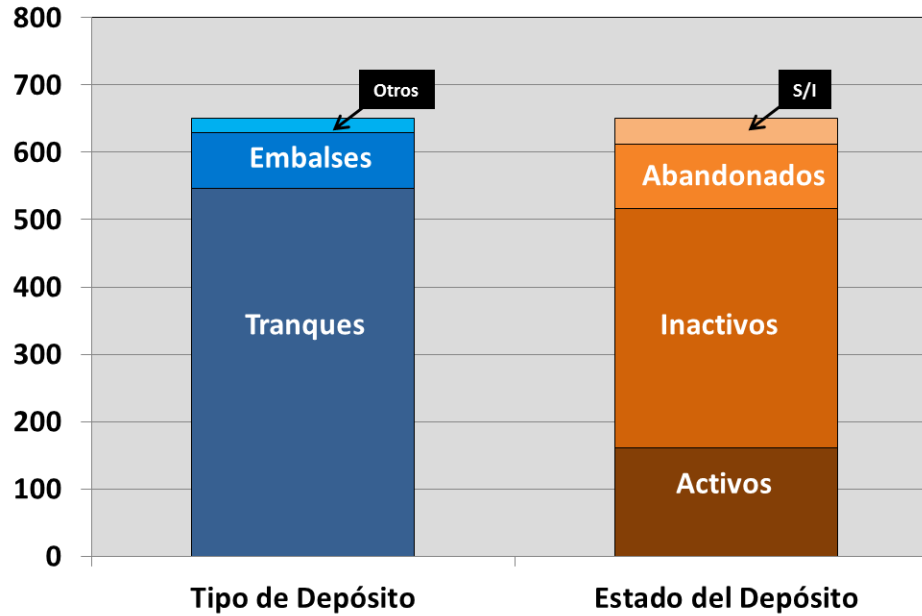 800
700
600
500
400
300
200
100
0
Otros
Embalses
Tranques
S/I
Abandonados
Inactivos
Activos
Tipo de Depósito
Estado del Depósito